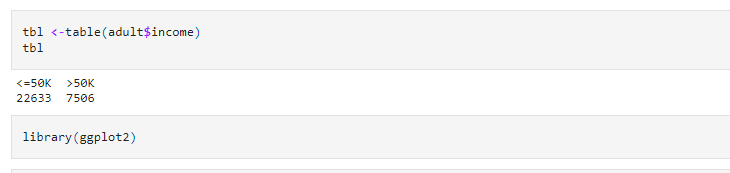 tbl <-table(adult$income)
tbl
<=50K >50K
22633 7506
library(ggplot2)